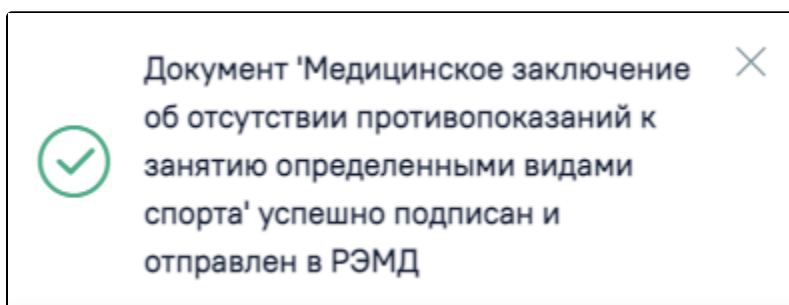 Документ 'Медицинское заключение
об отсутствии противопоказаний к
занятию определенными видами
спорта' успешно подписан и
отправлен в РЭМД